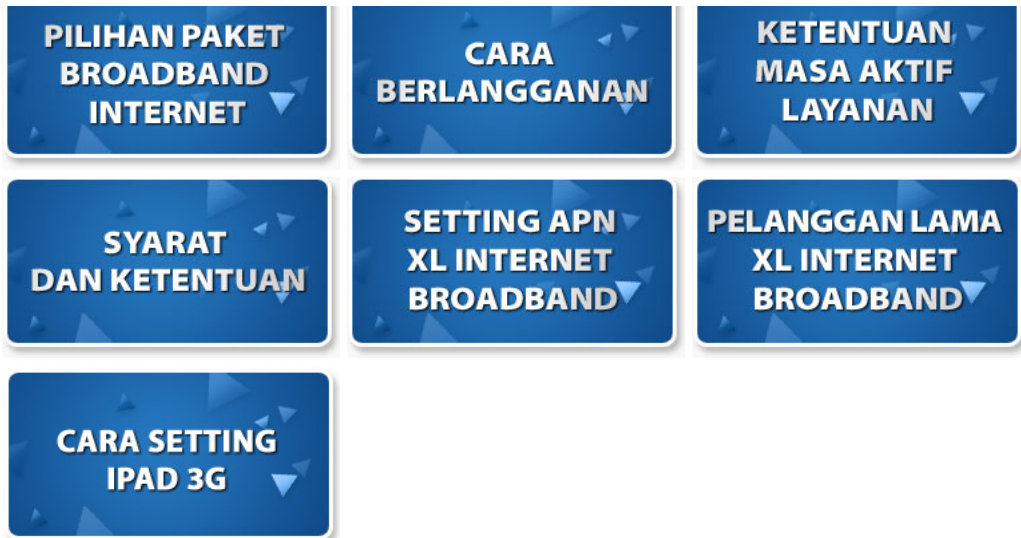 PILIHAN PAKET
BROADBAND
INTERNET
CARA
BERLANGGANAN
KETENTUAN
MASA AKTIF
LAYANAN
SYARAT
DAN KETENTUAN
SETTING APN
XL INTERNET
BROADBAND
PELANGGAN LAMA
XL INTERNET
BROADBAND
CARA SETTING
IPAD 3G